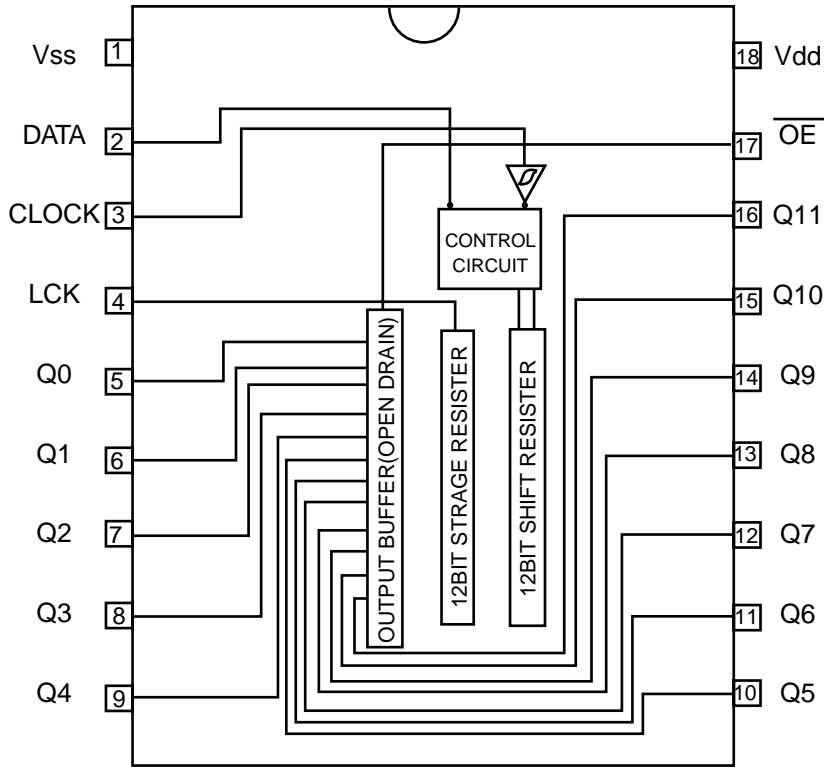 Vss 1
18 Vdd
DATA 2
17 OE
CLOCK 3
16 Q11
CONTROL
CIRCUIT
LCK 4
15 Q10
Q0 5
14 Q9
Q1 6
13 Q8
Q2 7
12 Q7
Q3 8
11 Q6
Q4 9
10 Q5
OUTPUT BUFFER(OPEN DRAIN)
12BIT STRAGE RESISTER
12BIT SHIFT RESISTER